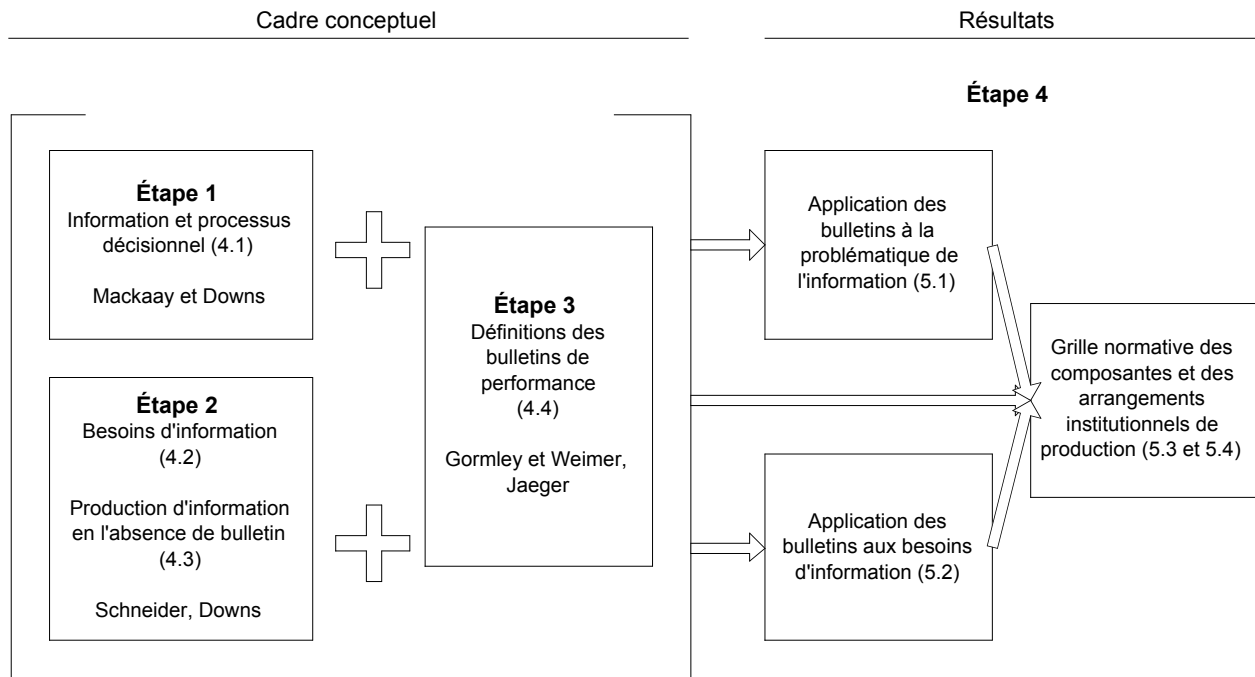 Cadre conceptuel
Résultats
Étape 4
Étape 1
Information et processus
décisionnel (4.1)
Mackaay et Downs
Étape 2
Besoins d'information
(4.2)
Production d'information
en l'absence de bulletin
(4.3)
Schneider, Downs
Étape 3
Définitions des
bulletins de
performance
(4.4)
Gormley et Weimer,
Jaeger
Application des
bulletins à la
problématique de
l'information (5.1)
Application des
bulletins aux besoins
d'information (5.2)
Grille normative des
composantes et des
arrangements
institutionnels de
production (5.3 et 5.4)